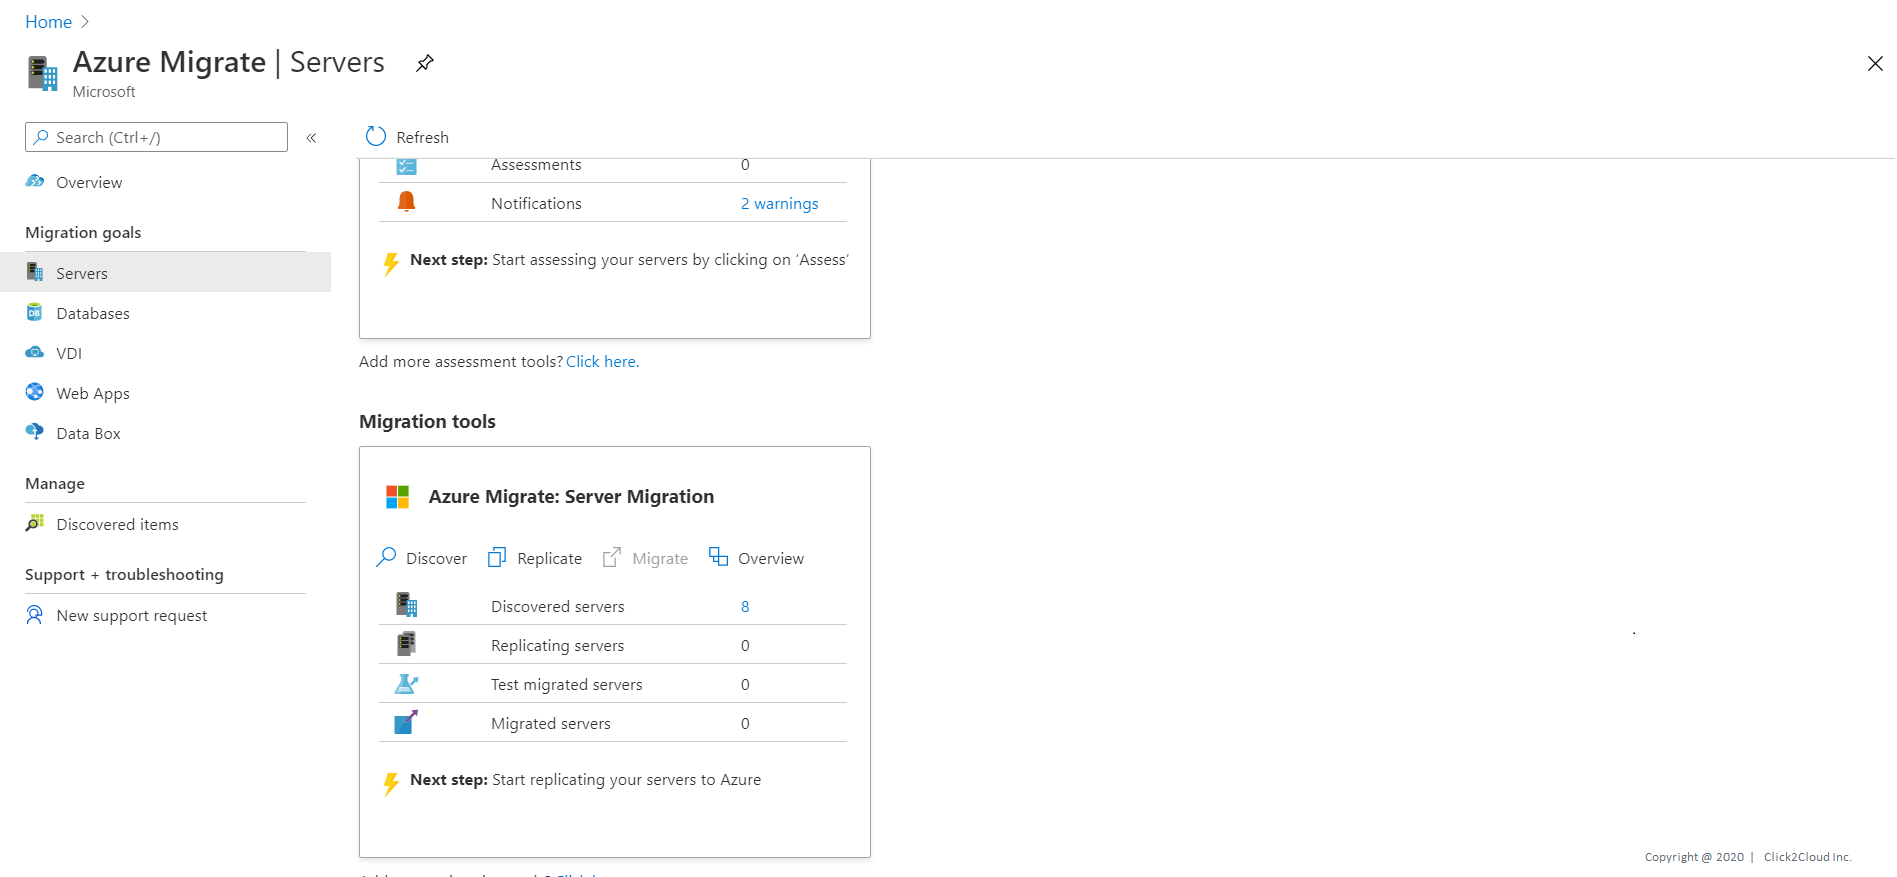 Home
Azure Migrate | Servers
Microsoft
Search (Ctrl+/)
«
Overview
Migration goals
Servers
Databases
VDI
Web Apps
Data Box
Manage
Discovered items
Support + troubleshooting
New support request
Refresh
Assessments 0
Notifications 2 warnings
Next step: Start assessing your servers by clicking on ‘Assess’
Add more assessment tools? Click here.
Migration tools
Azure Migrate: Server Migration
Discover Replicate Migrate Overview
Discovered servers 8
Replicating servers 0
Test migrated servers 0
Migrated servers 0
Next step: Start replicating your servers to Azure
.
Copyright @ 2020 | Click2Cloud Inc.